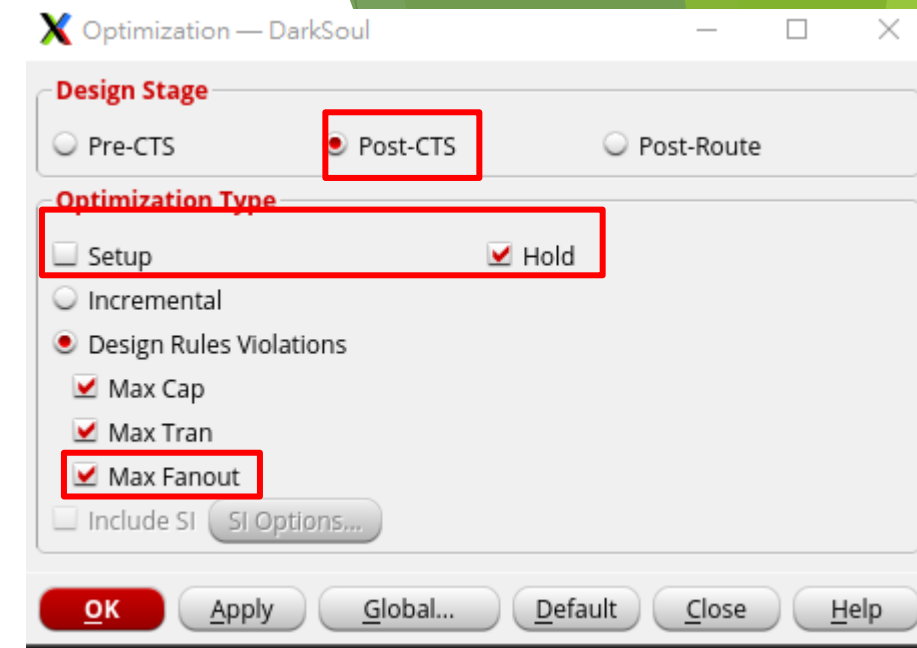 Optimization — DarkSoul
Design Stage
Pre-CTS Post-CTS Post-Route
Optimization Type
Setup Hold
Incremental
Design Rules Violations
Max Cap
Max Tran
Max Fanout
Include SI SI Options...
OK Apply Global... Default Close Help